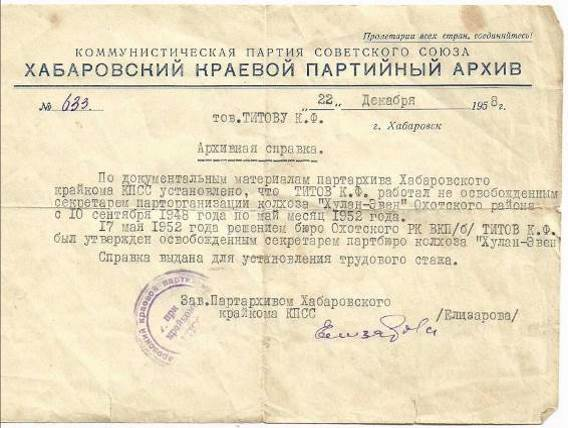 Пролетарии всех стран, соединяйтесь!
КОММУНИСТИЧЕСКАЯ ПАРТИЯ СОВЕТСКОГО СОЮЗА
ХАБАРОВСКИЙ КРАЕВОЙ ПАРТИЙНЫЙ АРХИВ
№ 633. „22„ Декабря 1958г.
тов.ТИТОВУ К.Ф. г. Хабаровск
Архивная справка.
По документальным материалам партархива Хабаровского
крайкома КПСС установлено, что ТИТОВ К.Ф. работал не освобожденным
секретарем парторганизации колхоза "Хулан-Эвен" Охотского района
с 10 сентября 1948 года по май месяц 1952 года.
17 мая 1952 года решением бюро Охотского РК ВКП/б/ ТИТОВ К.Ф.
был утвержден освобожденным секретарем партбюро колхоза "Хулан-Эвен
Справка выдана для установления трудового стажа.
Зав.Партархивом Хабаровского
крайкома КПСС /Елизарова/
Елизарова